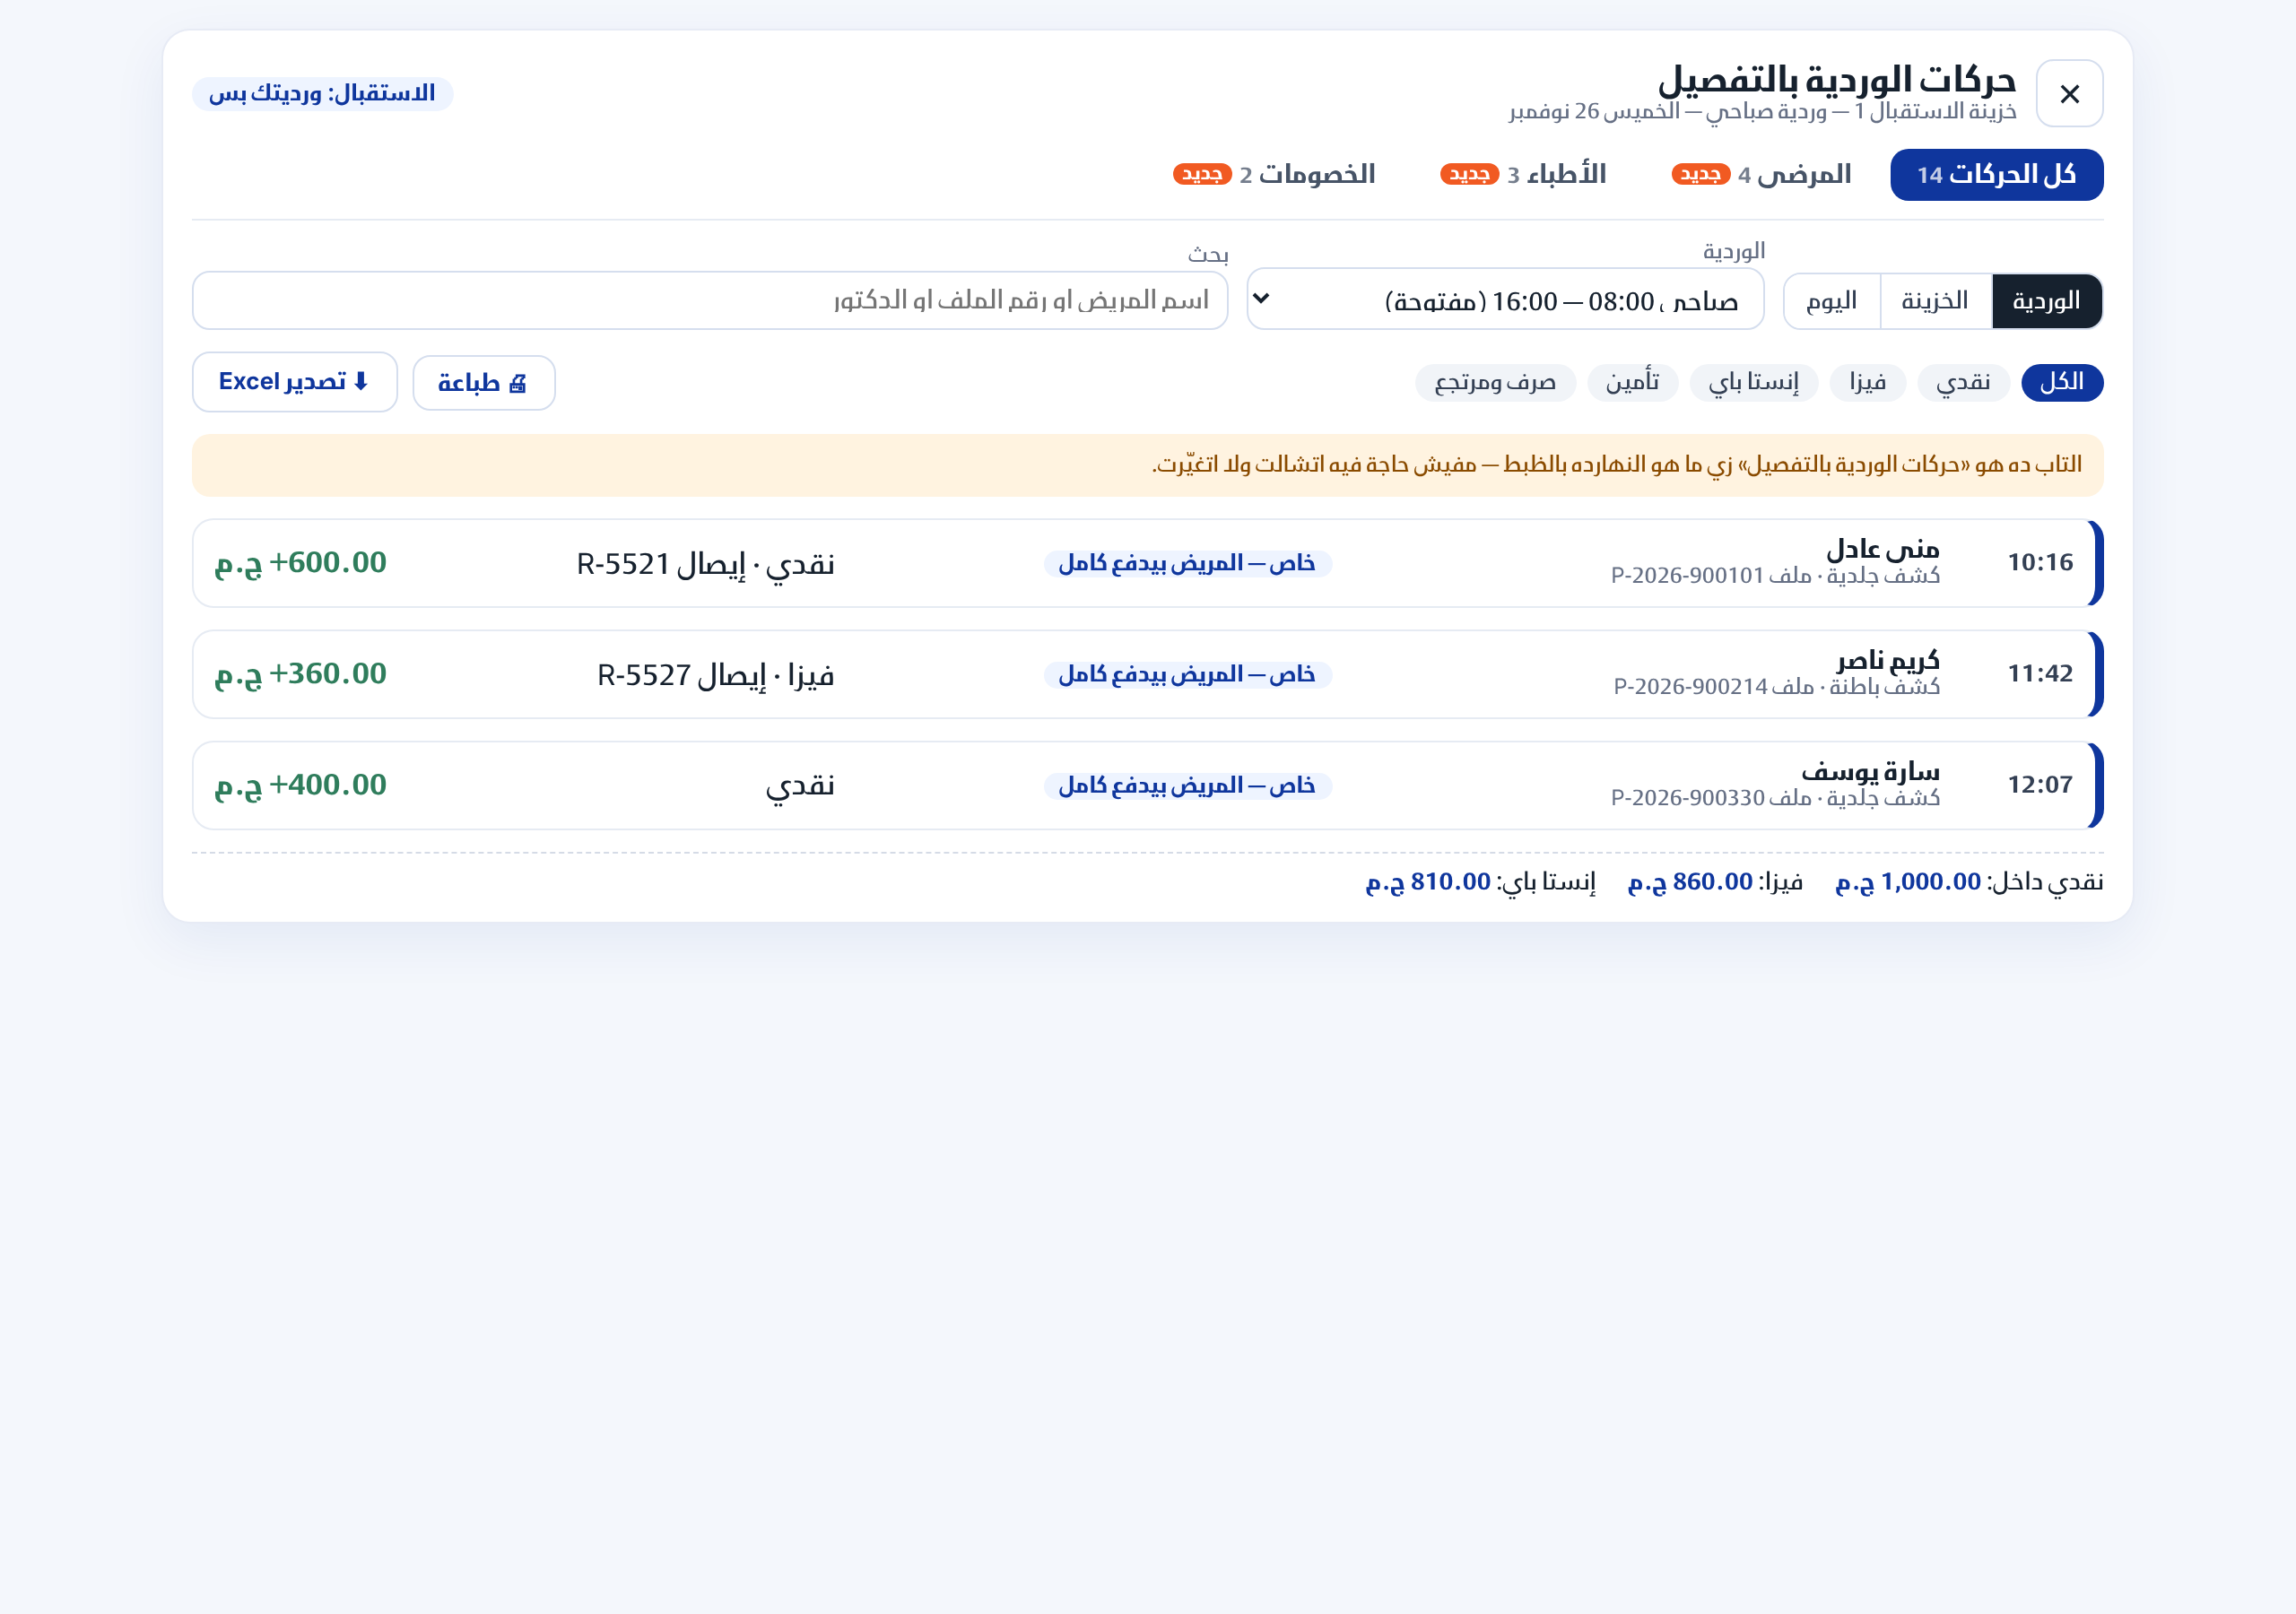 ✕
حركات الوردية بالتفصيل
خزينة الاستقبال 1 — وردية صباحي — الخميس 26 نوفمبر
الاستقبال: ورديتك بس
كل الحركات 14
المرضى 4 جديد
الأطباء 3 جديد
الخصومات 2 جديد
الوردية
الخزينة
اليوم
الوردية
صباحي 08:00 — 16:00 (مفتوحة)
بحث
اسم المريض او رقم الملف او الدكتور
الكل
نقدي
فيزا
إنستا باي
تأمين
صرف ومرتجع
🖨 طباعة
⬇ تصدير Excel
التاب ده هو «حركات الوردية بالتفصيل» زي ما هو النهارده بالظبط — مفيش حاجة فيه اتشالت ولا اتغيّرت.
10:16
منى عادل
كشف جلدية · ملف P-2026-900101
خاص — المريض بيدفع كامل
نقدي · إيصال R-5521
+600.00 ج.م
11:42
كريم ناصر
كشف باطنة · ملف P-2026-900214
خاص — المريض بيدفع كامل
فيزا · إيصال R-5527
+360.00 ج.م
12:07
سارة يوسف
كشف جلدية · ملف P-2026-900330
خاص — المريض بيدفع كامل
نقدي
+400.00 ج.م
نقدي داخل: 1,000.00 ج.م
فيزا: 860.00 ج.م
إنستا باي: 810.00 ج.م